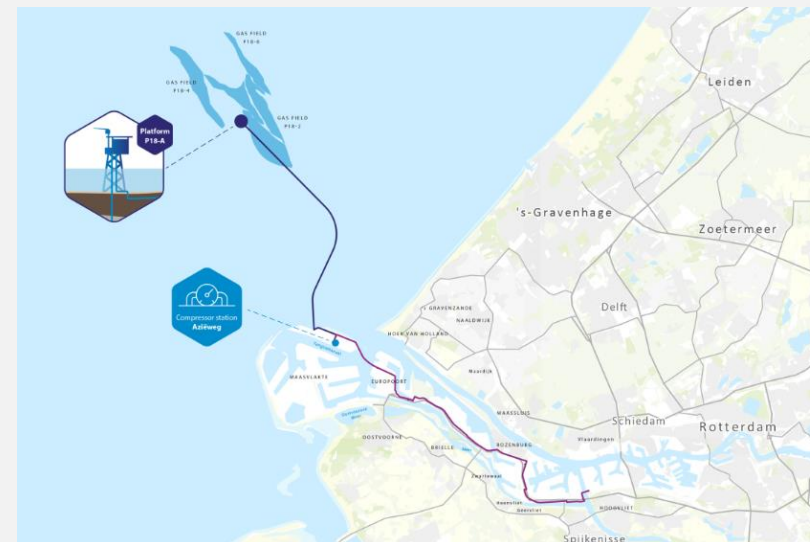 GAS FIELD
P18-6
GAS FIELD
P18-4
GAS FIELD
P18-2
Platform
P18-A
Compressor station
Aziëweg
Leiden
's-Gravenhage
Zoetermeer
Delft
'S GRAVENZANDE
NAALDWIJK
HOEK VAN HOLLAND
MAASVLAKTE
EUROPOORT
MAASSLUIS
Schiedam
Rotterdam
Vlaardingen
OOSTVOORNE
BRIELLE
ROZENBURG
Zwartewaal
Heenvliet
Geervliet
HOOGVLIET
Spijkenisse